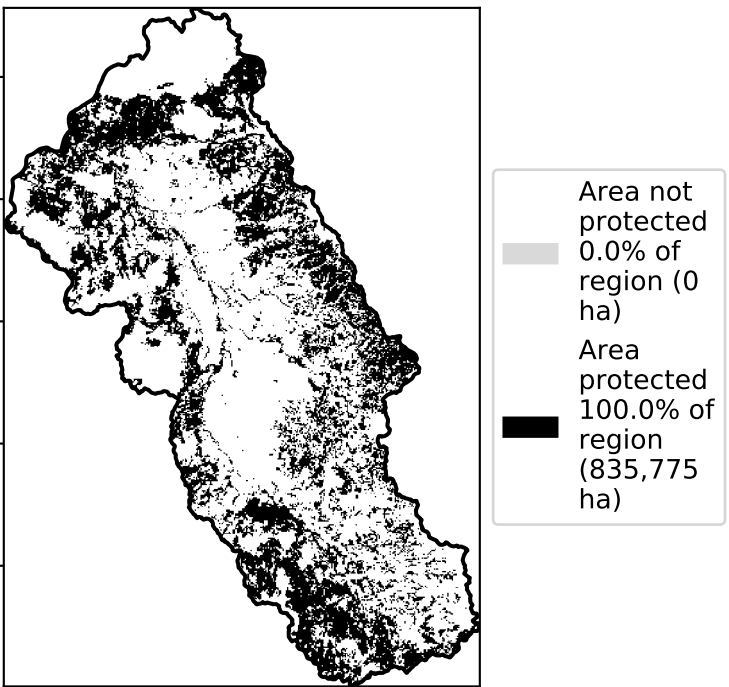 Area not
protected
0.0% of
region (0
ha)
Area
protected
100.0% of
region
(835,775
ha)